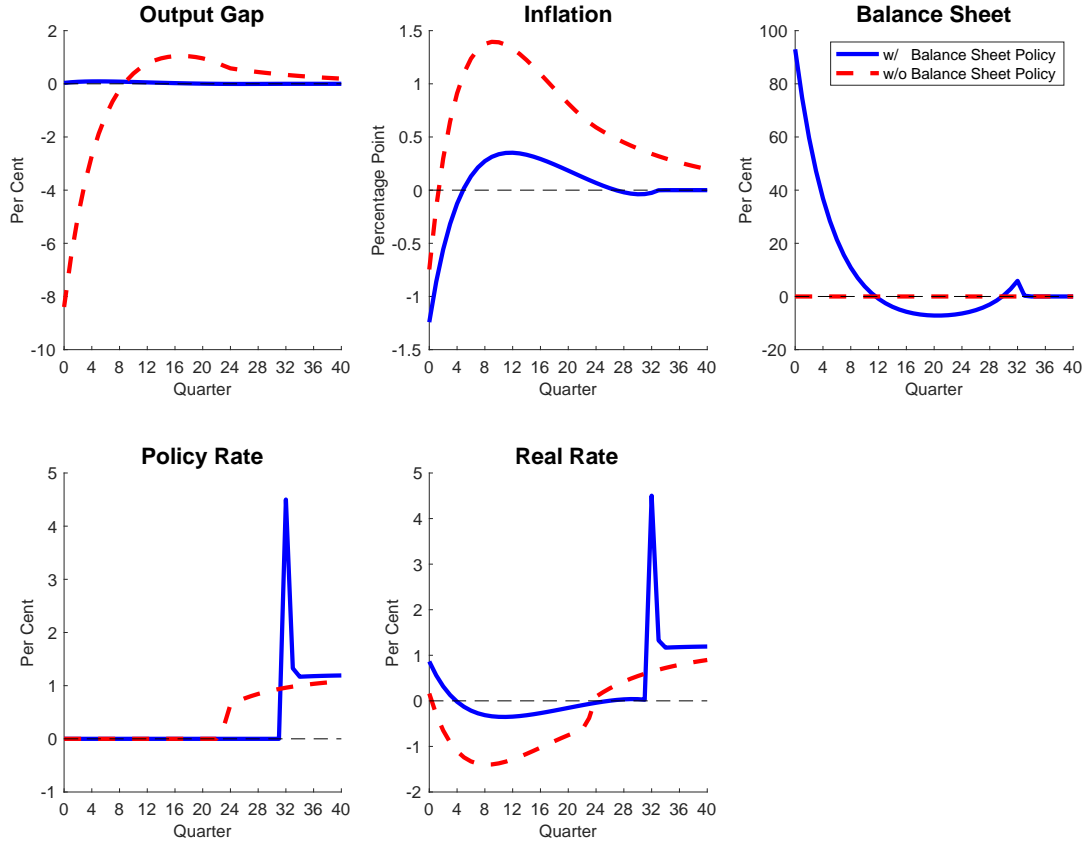 Output Gap
2
0
-2
-4
-6
-8
-10
Per Cent
0 4 8 12 16 20 24 28 32 36 40
Quarter
Inflation
1.5
1
0.5
0
-0.5
-1
-1.5
Percentage Point
0 4 8 12 16 20 24 28 32 36 40
Quarter
Balance Sheet
w/ Balance Sheet Policy
w/o Balance Sheet Policy
100
80
60
40
20
0
-20
Per Cent
0 4 8 12 16 20 24 28 32 36 40
Quarter
Policy Rate
5
4
3
2
1
0
-1
Per Cent
0 4 8 12 16 20 24 28 32 36 40
Quarter
Real Rate
5
4
3
2
1
0
-1
-2
Per Cent
0 4 8 12 16 20 24 28 32 36 40
Quarter